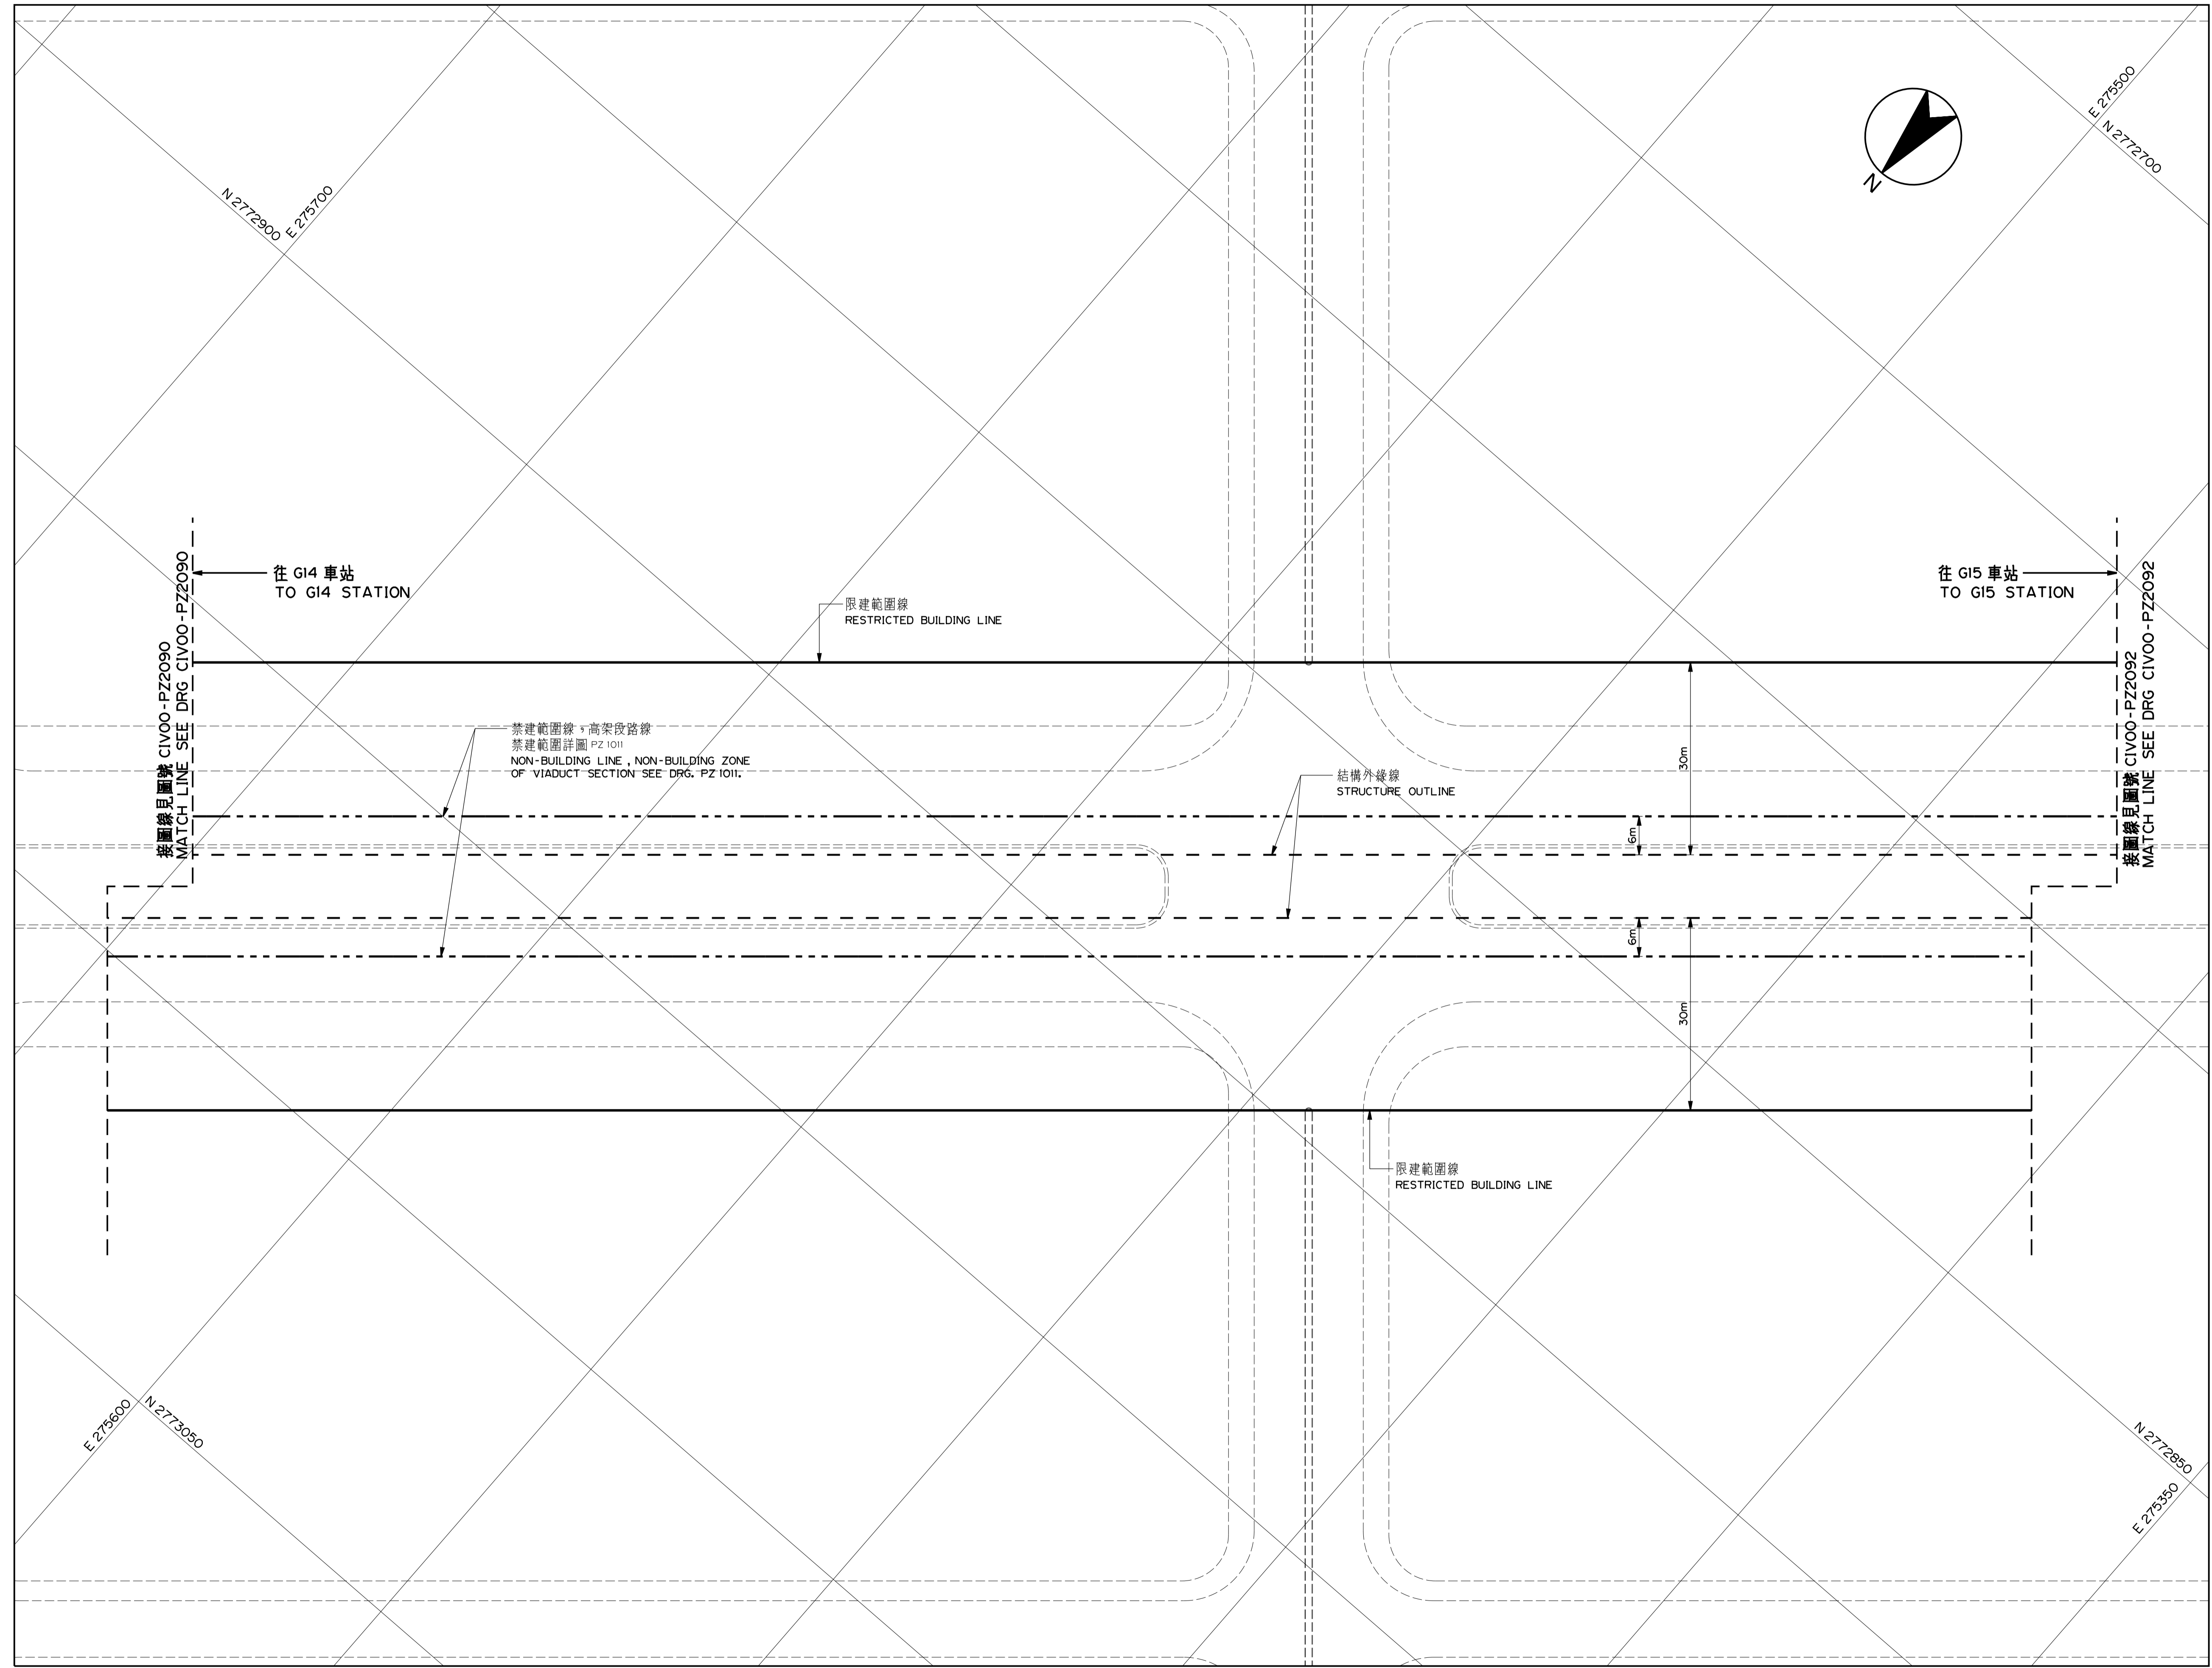 E 275500
N 2772700
N
N 2772900
E 275700
往 G14 車站
TO G14 STATION
往 G15 車站
TO G15 STATION
限建範圍線
RESTRICTED BUILDING LINE
接圖線見圖號 CIV00-PZ2090
MATCH LINE SEE DRG CIV00-PZ2090
接圖線見圖號 CIV00-PZ2092
MATCH LINE SEE DRG CIV00-PZ2092
禁建範圍線，高架段路線
禁建範圍詳圖 PZ 1011
NON-BUILDING LINE , NON-BUILDING ZONE
OF VIADUCT SECTION SEE DRG. PZ 1011.
30m
結構外緣線
STRUCTURE OUTLINE
6m
6m
30m
限建範圍線
RESTRICTED BUILDING LINE
E 275600
N 2773050
N 2772850
E 275350